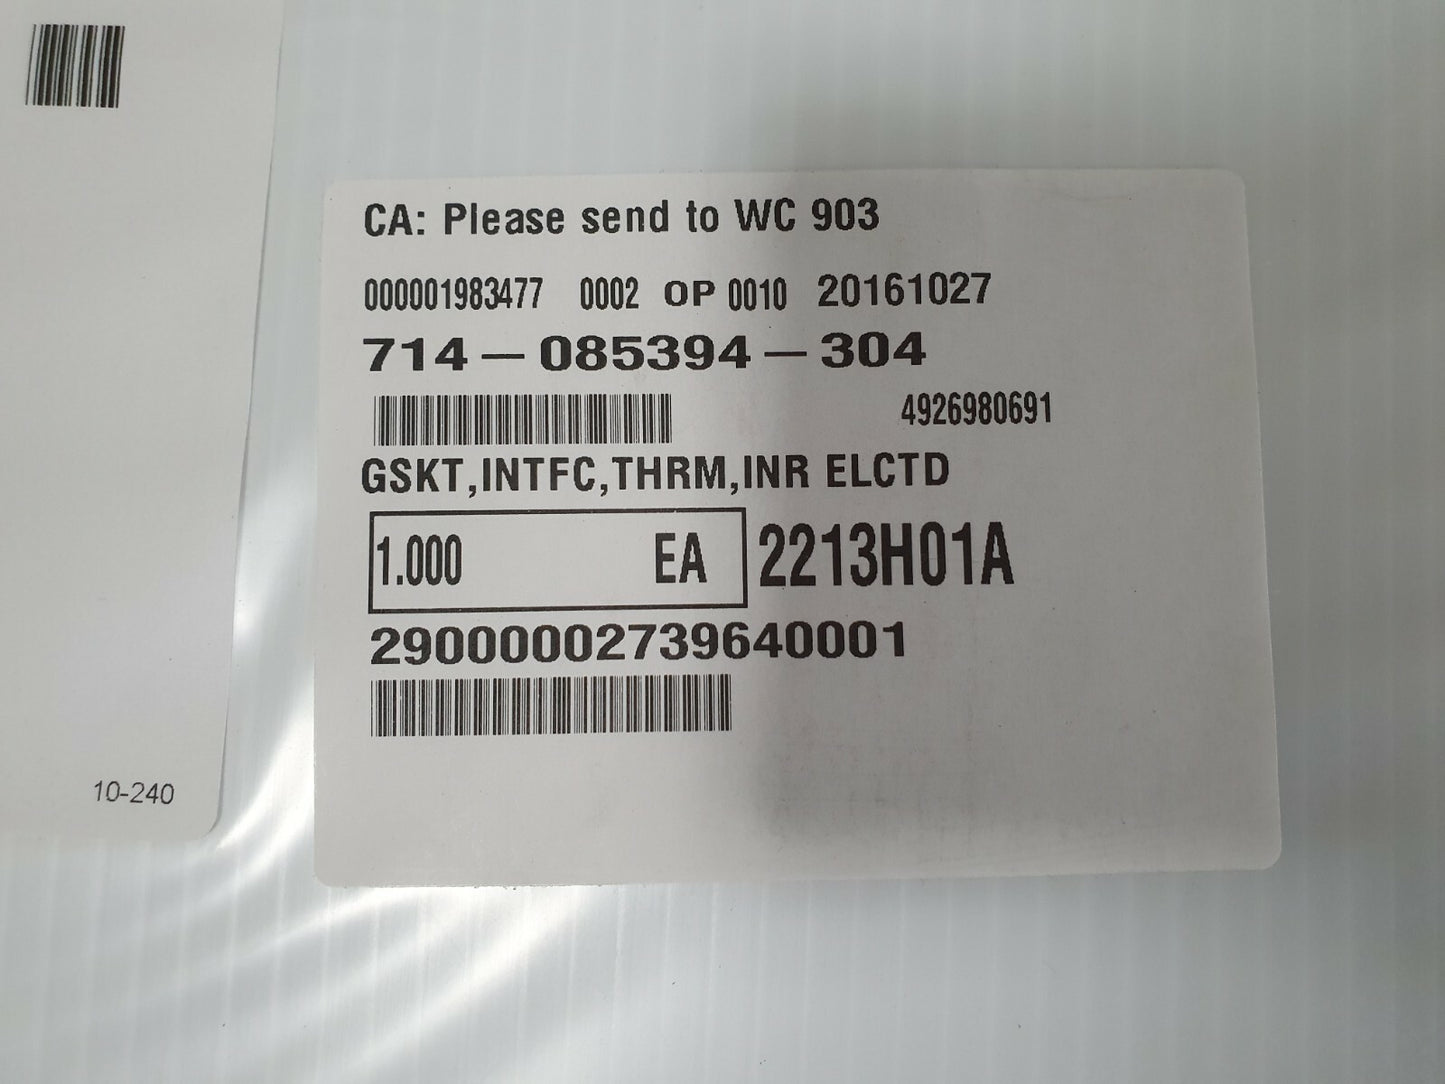 CA: Please send to WC 903
000001983477 0002 OP 0010 20161027
714-085394-304
4926980691
GSKT,INTFC,THRM,INR ELCTD
1.000 EA 2213H01A
29000002739640001
10-240